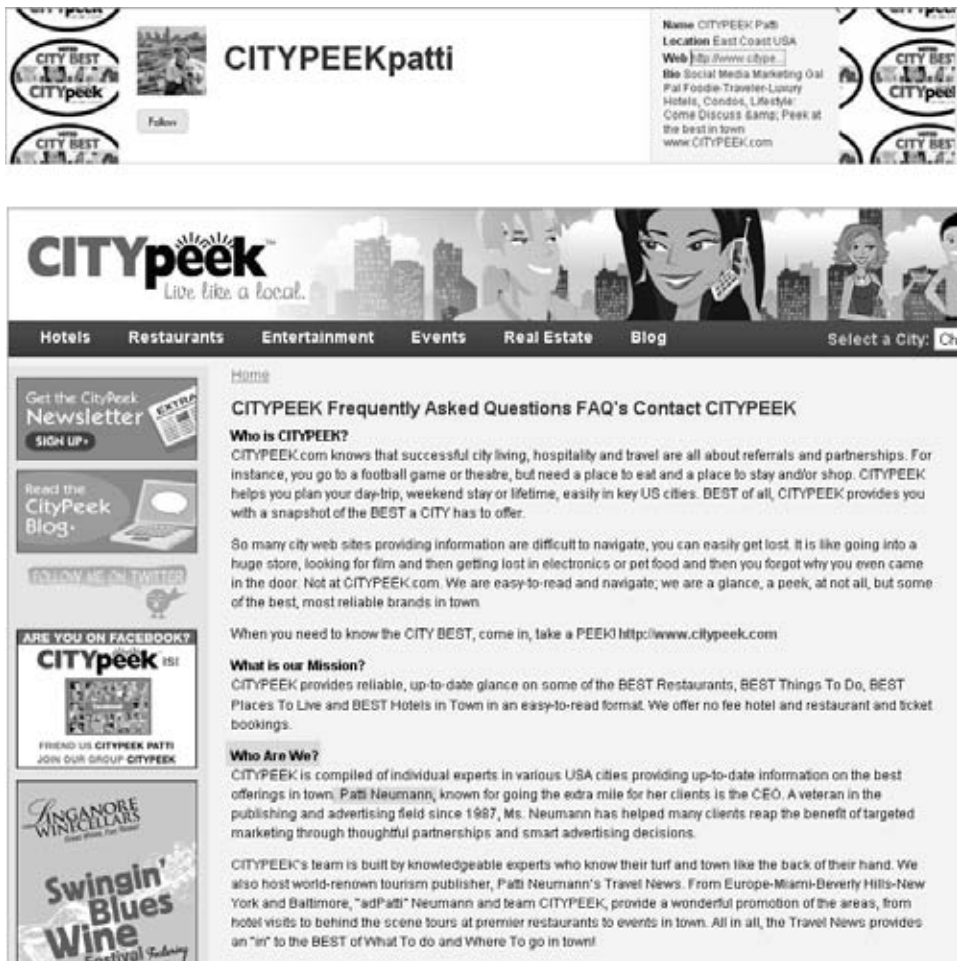 CITYPEEKpatti
Follow
Name CITYPEEK Patti
Location East Coast USA
Web http://www.citype...
Bio Social Media Marketing Gal
Pal Foodie-Traveler-Luxury
Hotels, Condos, Lifestyle:
Come Discuss &amp; Peek at
the best in town
www.CITYPEEK.com
CITY BEST
CITYpeek
CITY BEST
CITY BEST
CITYpeek
CITY BEST
CITYpeek
Live like a local.
Hotels Restaurants Entertainment Events Real Estate Blog Select a City:
Get the CityPeek
Newsletter
SIGN UP
EXTRA
Read the
CityPeek
Blog
FOLLOW ME ON TWITTER
ARE YOU ON FACEBOOK?
CITYpeek IS!
FRIEND US CITYPEEK PATTI
JOIN OUR GROUP CITYPEEK
LINGANORE
WINECELLARS
Swingin'
Blues
Wine
Festival Featuring
Home
CITYPEEK Frequently Asked Questions FAQ's Contact CITYPEEK
Who is CITYPEEK?
CITYPEEK.com knows that successful city living, hospitality and travel are all about referrals and partnerships. For
instance, you go to a football game or theatre, but need a place to eat and a place to stay and/or shop. CITYPEEK
helps you plan your day-trip, weekend stay or lifetime, easily in key US cities. BEST of all, CITYPEEK provides you
with a snapshot of the BEST a CITY has to offer.
So many city web sites providing information are difficult to navigate, you can easily get lost. It is like going into a
huge store, looking for film and then getting lost in electronics or pet food and then you forgot why you even came
in the door. Not at CITYPEEK.com. We are easy-to-read and navigate; we are a glance, a peek, at not all, but some
of the best, most reliable brands in town.
When you need to know the CITY BEST, come in, take a PEEK! http://www.citypeek.com
What is our Mission?
CITYPEEK provides reliable, up-to-date glance on some of the BEST Restaurants, BEST Things To Do, BEST
Places To Live and BEST Hotels in Town in an easy-to-read format. We offer no fee hotel and restaurant and ticket
bookings.
Who Are We?
CITYPEEK is compiled of individual experts in various USA cities providing up-to-date information on the best
offerings in town. Patti Neumann, known for going the extra mile for her clients is the CEO. A veteran in the
publishing and advertising field since 1987, Ms. Neumann has helped many clients reap the benefit of targeted
marketing through thoughtful partnerships and smart advertising decisions.
CITYPEEK's team is built by knowledgeable experts who know their turf and town like the back of their hand. We
also host world-renown tourism publisher, Patti Neumann's Travel News. From Europe-Miami-Beverly Hills-New
York and Baltimore, "adPatti" Neumann and team CITYPEEK, provide a wonderful promotion of the areas, from
hotel visits to behind the scene tours at premier restaurants to events in town. All in all, the Travel News provides
an "in" to the BEST of What To do and Where To go in town!